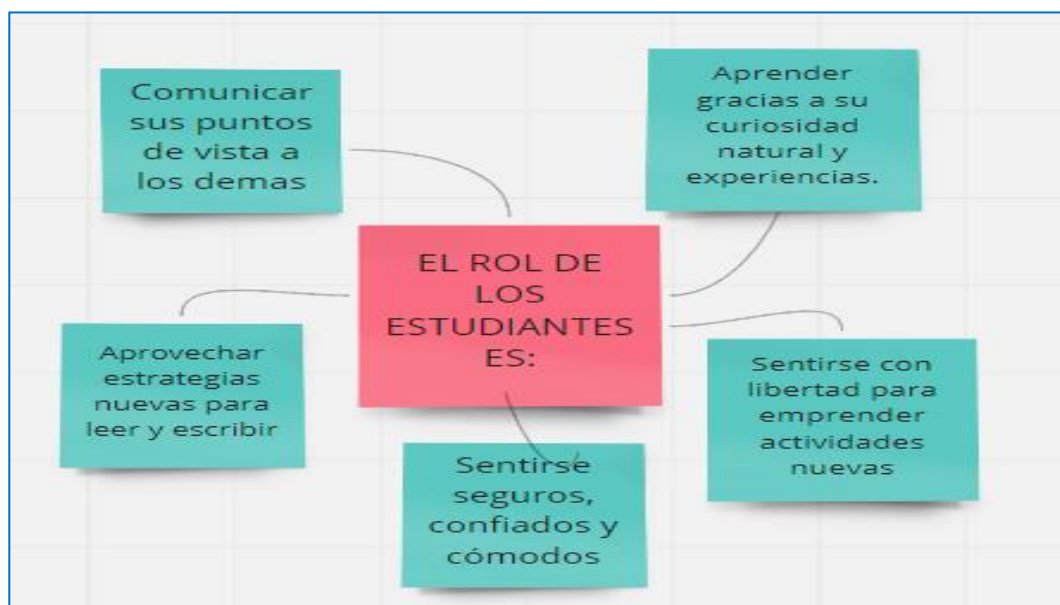 Comunicar
sus puntos
de vista a
los demas
Aprender
gracias a su
curiosidad
natural y
experiencias.
EL ROL DE
LOS
ESTUDIANTES
ES:
Aprovechar
estrategias
nuevas para
leer y escribir
Sentirse con
libertad para
emprender
actividades
nuevas
Sentirse
seguros,
confiados y
cómodos